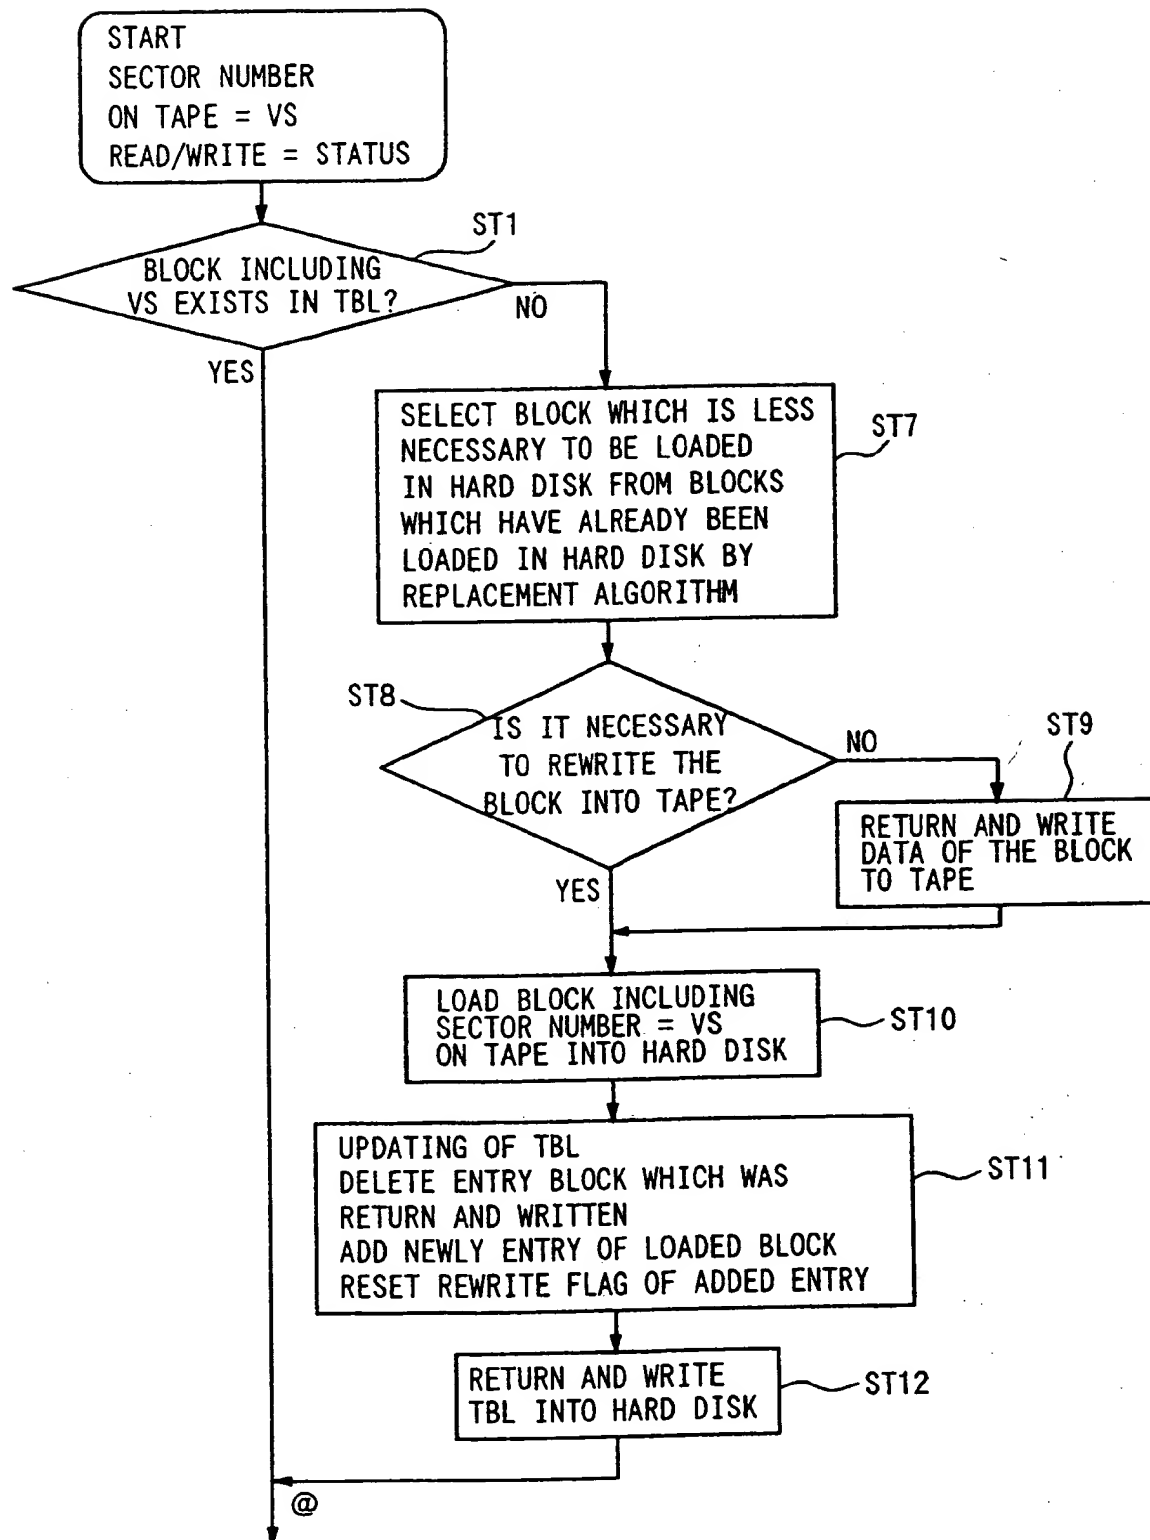 START
SECTOR NUMBER
ON TAPE = VS
READ/WRITE = STATUS
ST1
BLOCK INCLUDING
VS EXISTS IN TBL?
NO
YES
SELECT BLOCK WHICH IS LESS
NECESSARY TO BE LOADED
IN HARD DISK FROM BLOCKS
WHICH HAVE ALREADY BEEN
LOADED IN HARD DISK BY
REPLACEMENT ALGORITHM
ST7
ST8
IS IT NECESSARY
TO REWRITE THE
BLOCK INTO TAPE?
NO
ST9
RETURN AND WRITE
DATA OF THE BLOCK
TO TAPE
YES
LOAD BLOCK INCLUDING
SECTOR NUMBER = VS
ON TAPE INTO HARD DISK
ST10
UPDATING OF TBL
DELETE ENTRY BLOCK WHICH WAS
RETURN AND WRITTEN
ADD NEWLY ENTRY OF LOADED BLOCK
RESET REWRITE FLAG OF ADDED ENTRY
ST11
RETURN AND WRITE
TBL INTO HARD DISK
ST12
@